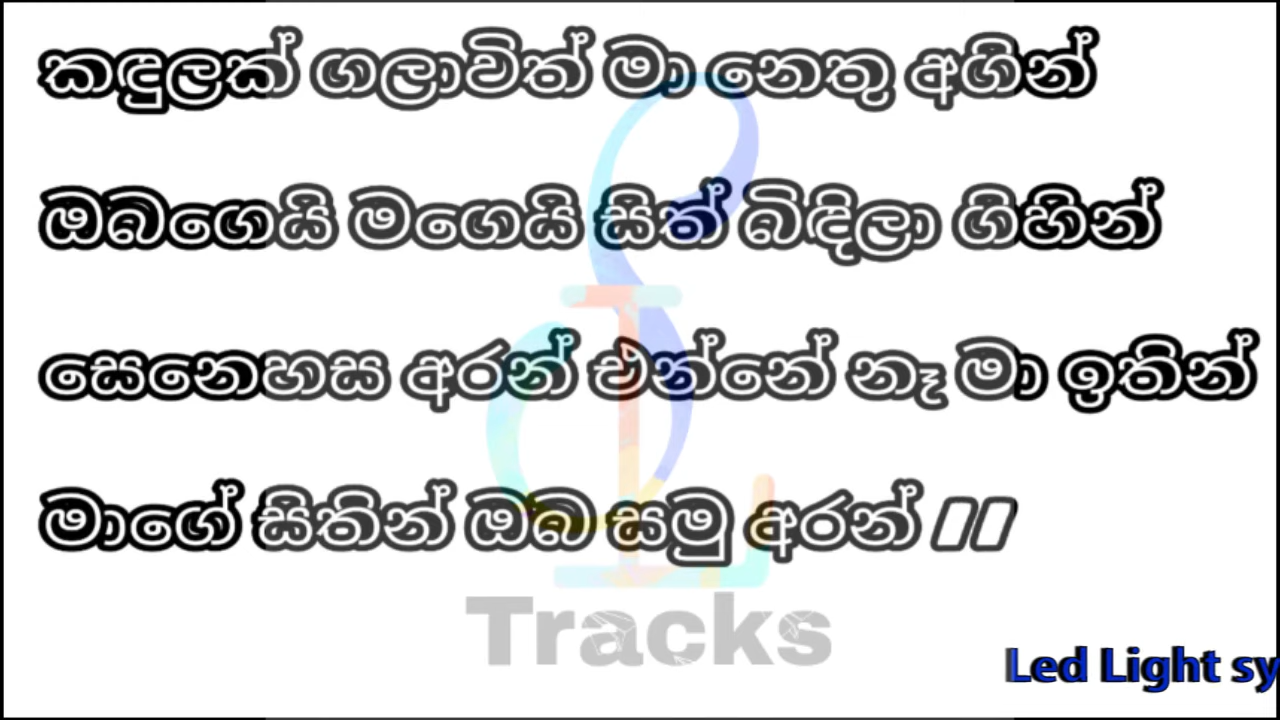 කඳුලක් ගලාවිත් මා නෙතු අගින්
ඔබගෙයි මගෙයි සිත් බිඳිලා ගිහින්
සෙනෙහස අරන් එන්නේ නෑ මා ඉතින්
මාගේ සිතින් ඔබ සමු අරන්
Tracks
Led Light sy